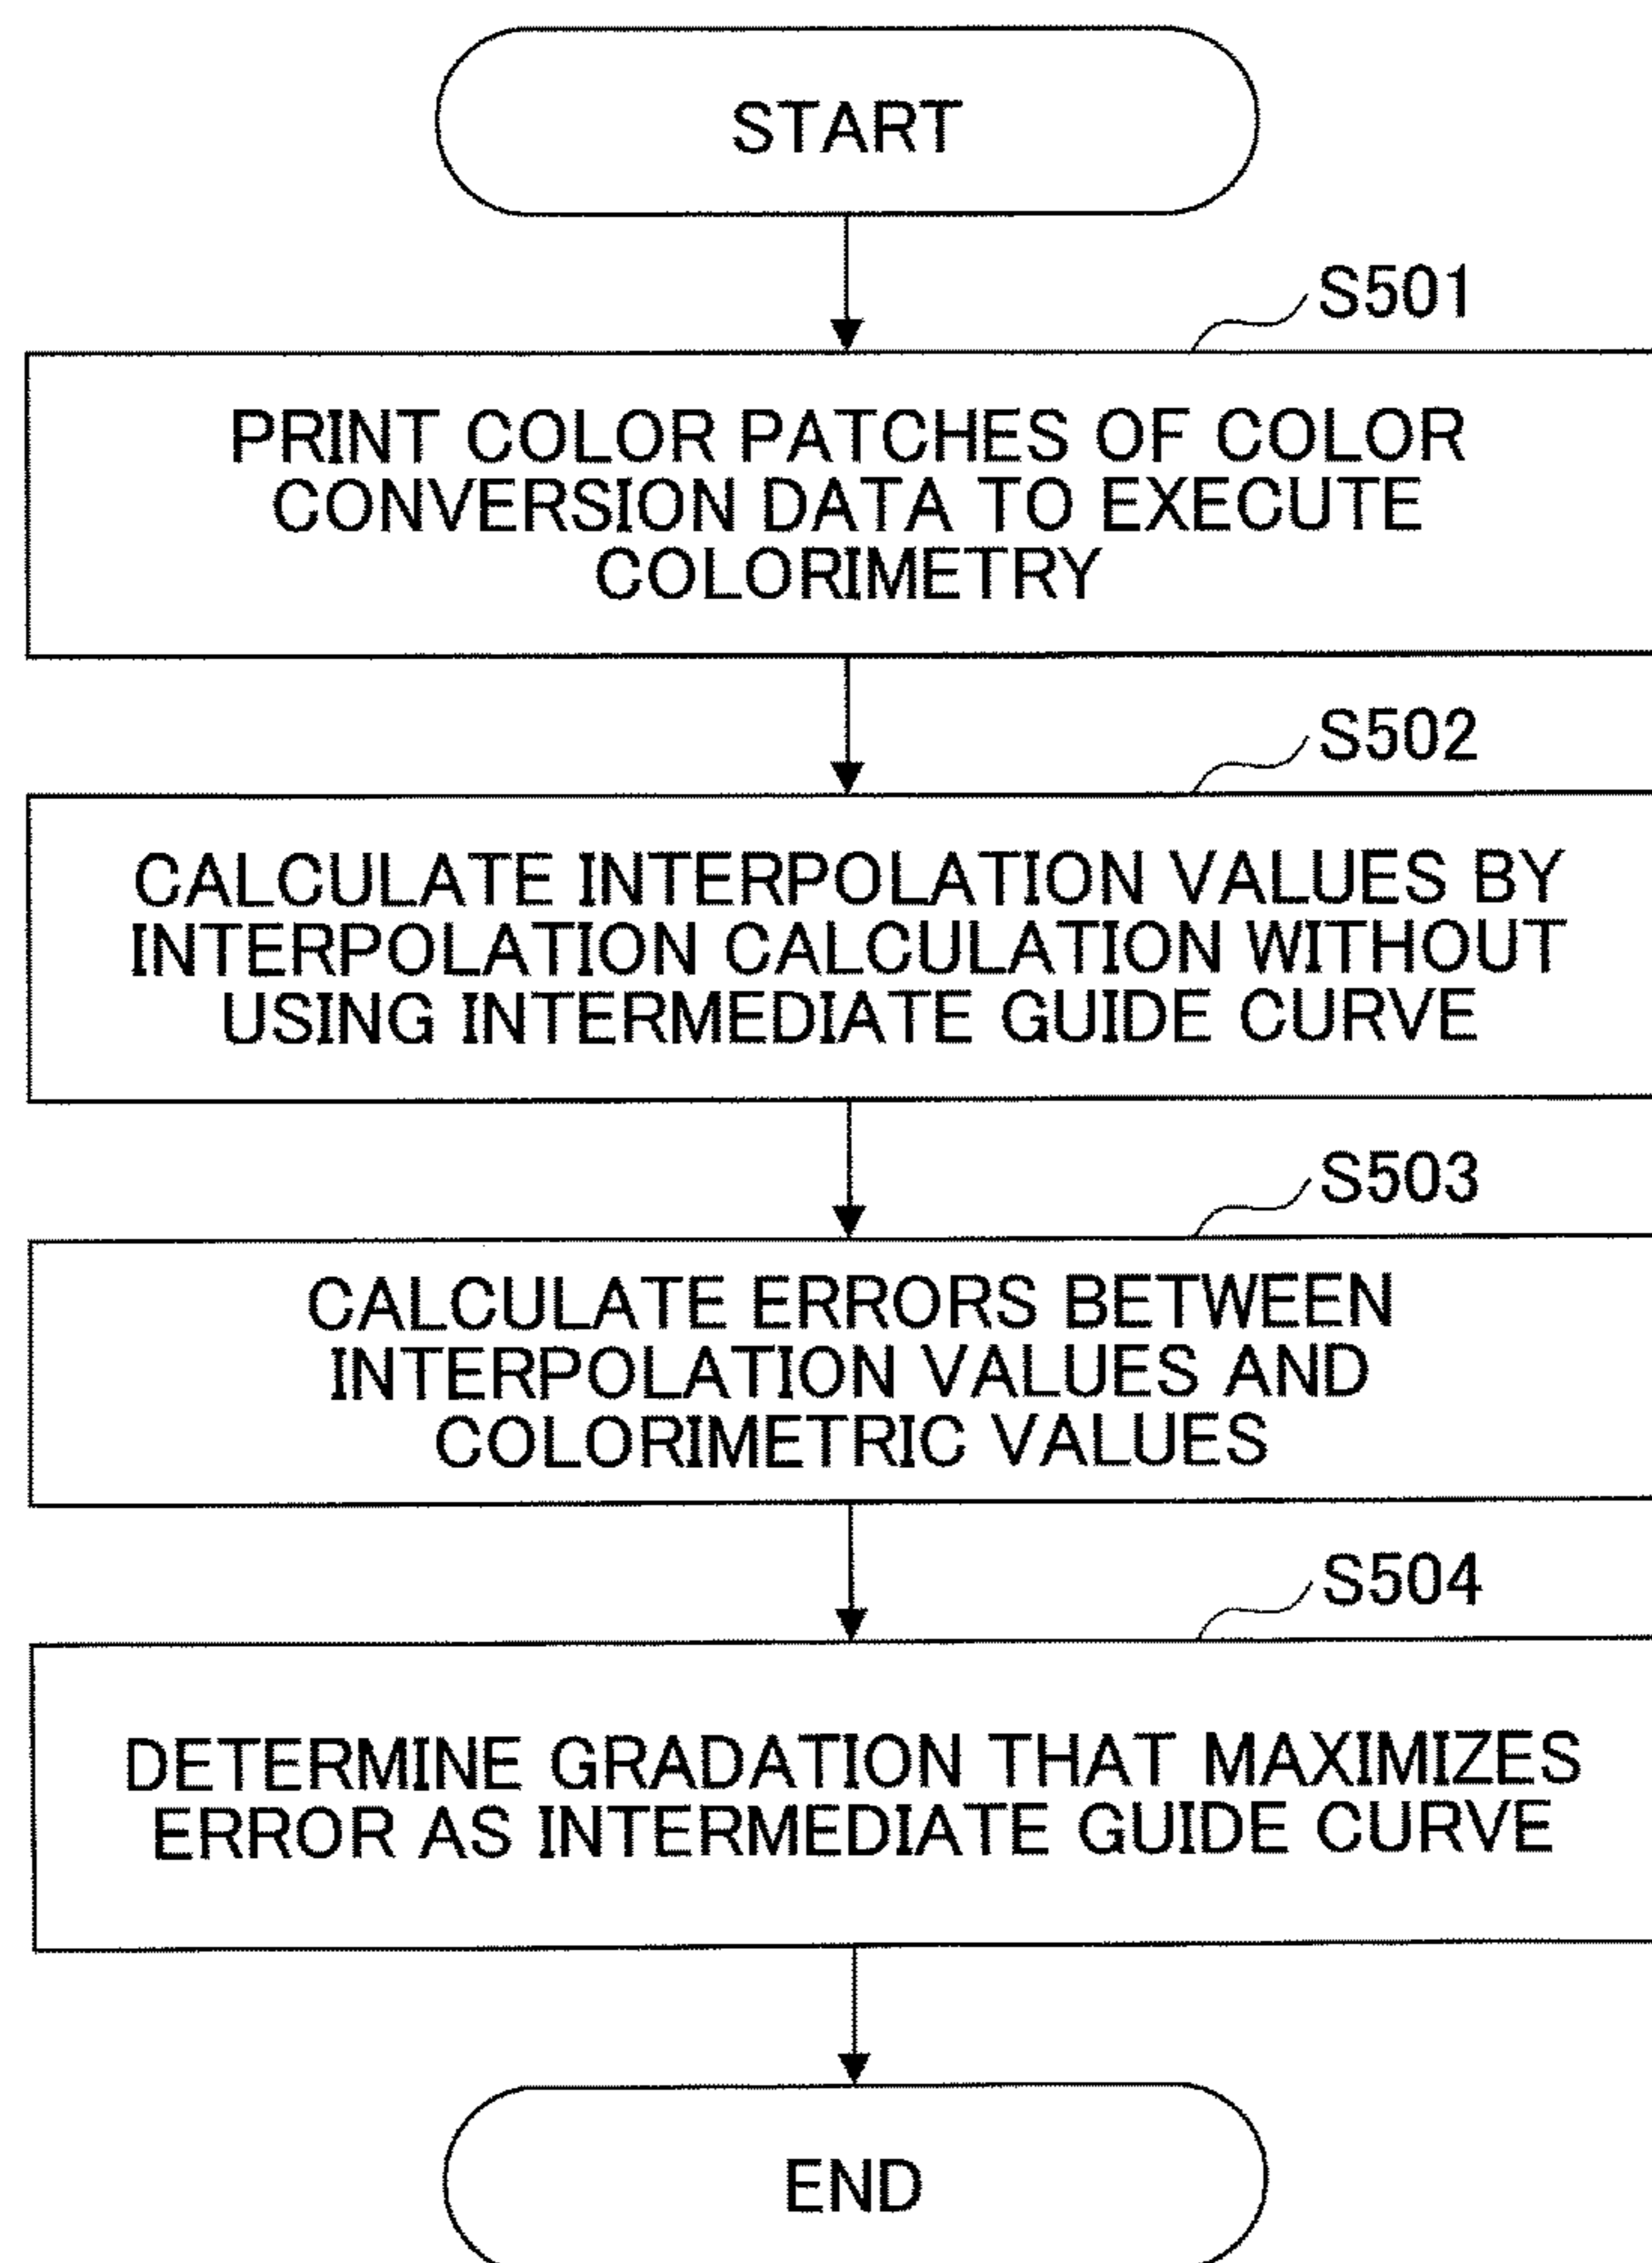 START
S501
PRINT COLOR PATCHES OF COLOR
CONVERSION DATA TO EXECUTE
COLORIMETRY
S502
CALCULATE INTERPOLATION VALUES BY
INTERPOLATION CALCULATION WITHOUT
USING INTERMEDIATE GUIDE CURVE
S503
CALCULATE ERRORS BETWEEN
INTERPOLATION VALUES AND
COLORIMETRIC VALUES
S504
DETERMINE GRADATION THAT MAXIMIZES
ERROR AS INTERMEDIATE GUIDE CURVE
END